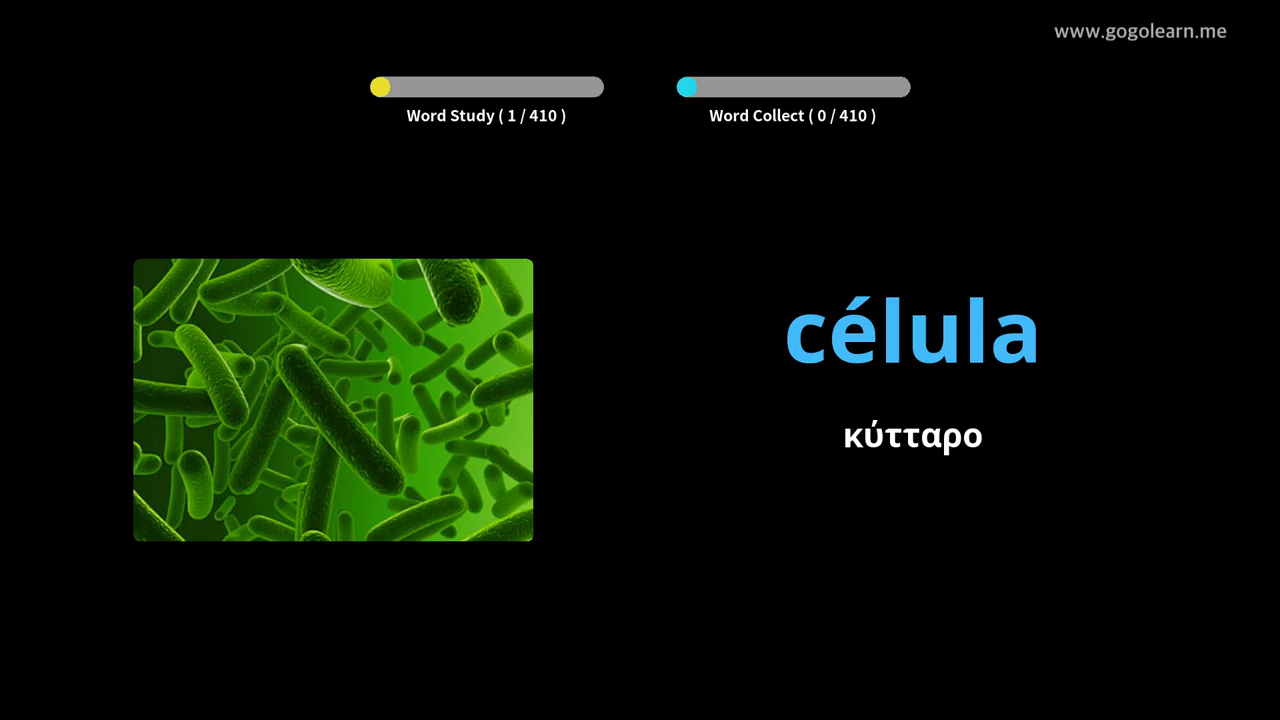 www.gogolearn.me
Word Study ( 1 / 410 )
Word Collect ( 0 / 410 )
célula
κύτταρο